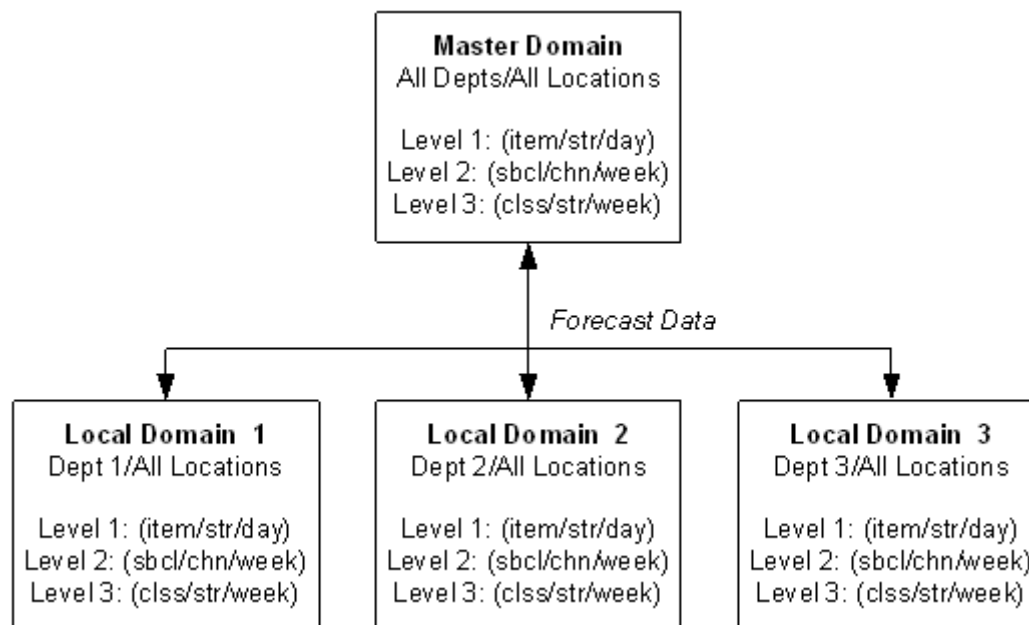 Master Domain
All Depts/All Locations
Level 1: (item/str/day)
Level 2: (sbcl/chn/week)
Level 3: (clss/str/week)
Forecast Data
Local Domain 1
Dept 1/All Locations
Level 1: (item/str/day)
Level 2: (sbcl/chn/week)
Level 3: (clss/str/week)
Local Domain 2
Dept 2/All Locations
Level 1: (item/str/day)
Level 2: (sbcl/chn/week)
Level 3: (clss/str/week)
Local Domain 3
Dept 3/All Locations
Level 1: (item/str/day)
Level 2: (sbcl/chn/week)
Level 3: (clss/str/week)